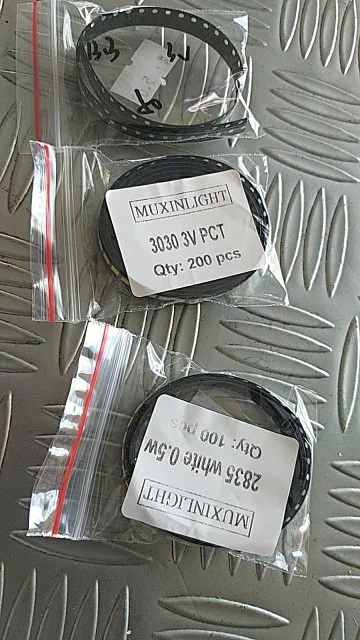 MUXINLIGHT
3030 3V PCT
Qty: 200 pcs
MUXINLIGHT
2835 white 0.5w
Qty: 100 pcs